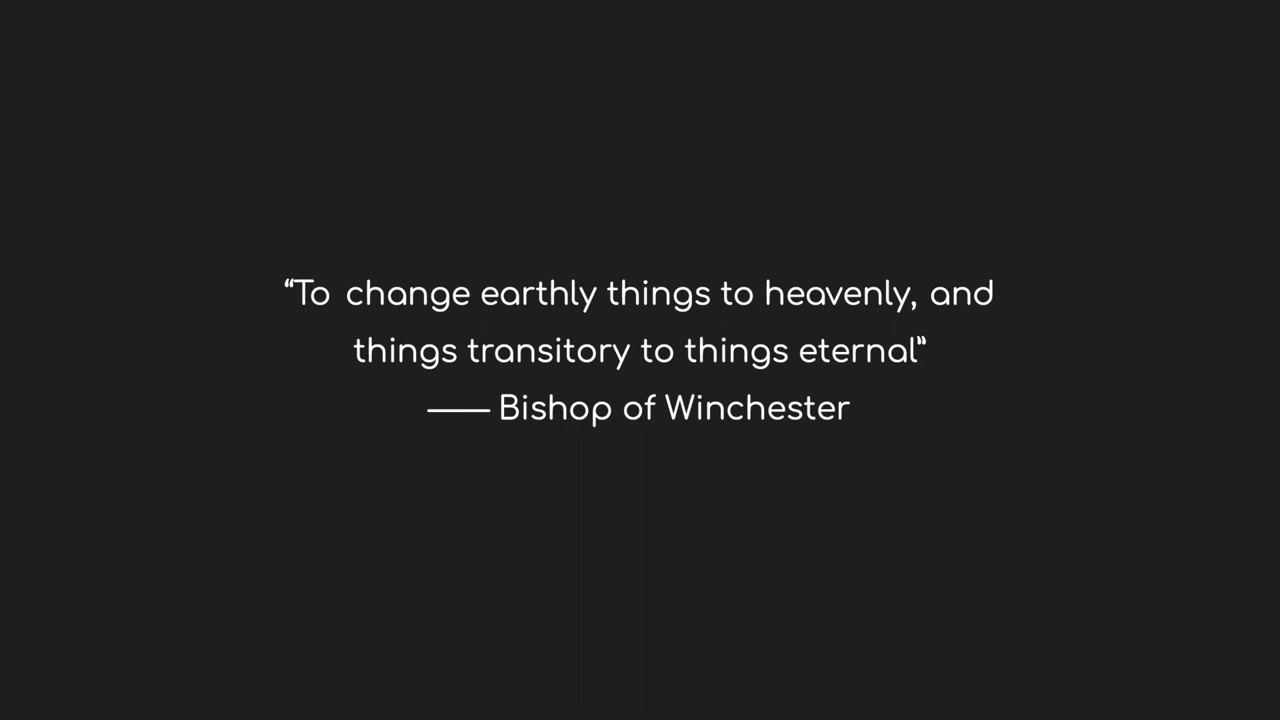 “To change earthly things to heavenly, and
things transitory to things eternal”
—— Bishop of Winchester